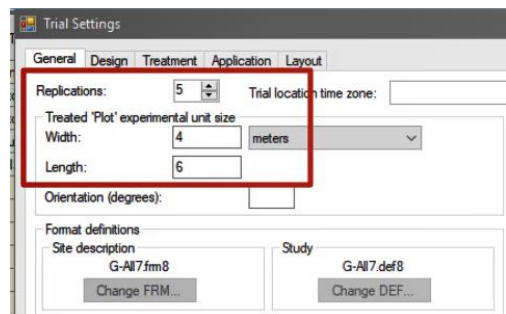 Trial Settings
General Design Treatment Application Layout
Replications: 5 Trial location time zone:
Treated 'Plot' experimental unit size
Width: 4 meters
Length: 6
Orientation (degrees):
Format definitions
Site description Study
G-All7.frm8 G-All7.def8
Change FRM... Change DEF...